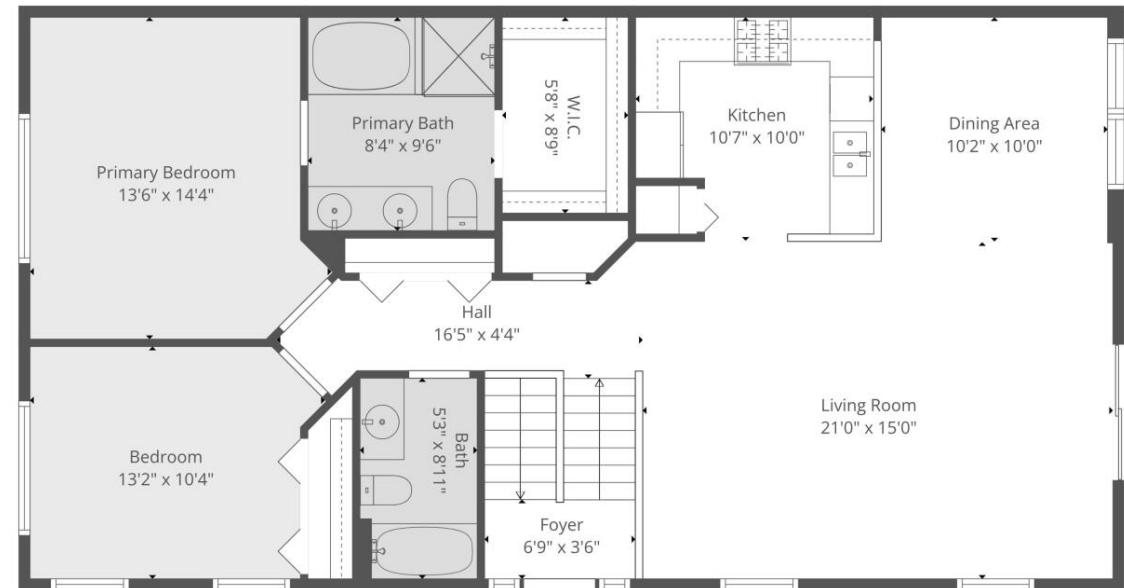 Primary Bedroom
13'6" x 14'4"
Primary Bath
8'4" x 9'6"
W.I.C.
5'8" x 8'9"
Kitchen
10'7" x 10'0"
Dining Area
10'2" x 10'0"
Hall
16'5" x 4'4"
Living Room
21'0" x 15'0"
Bedroom
13'2" x 10'4"
Bath
5'3" x 8'11"
Foyer
6'9" x 3'6"